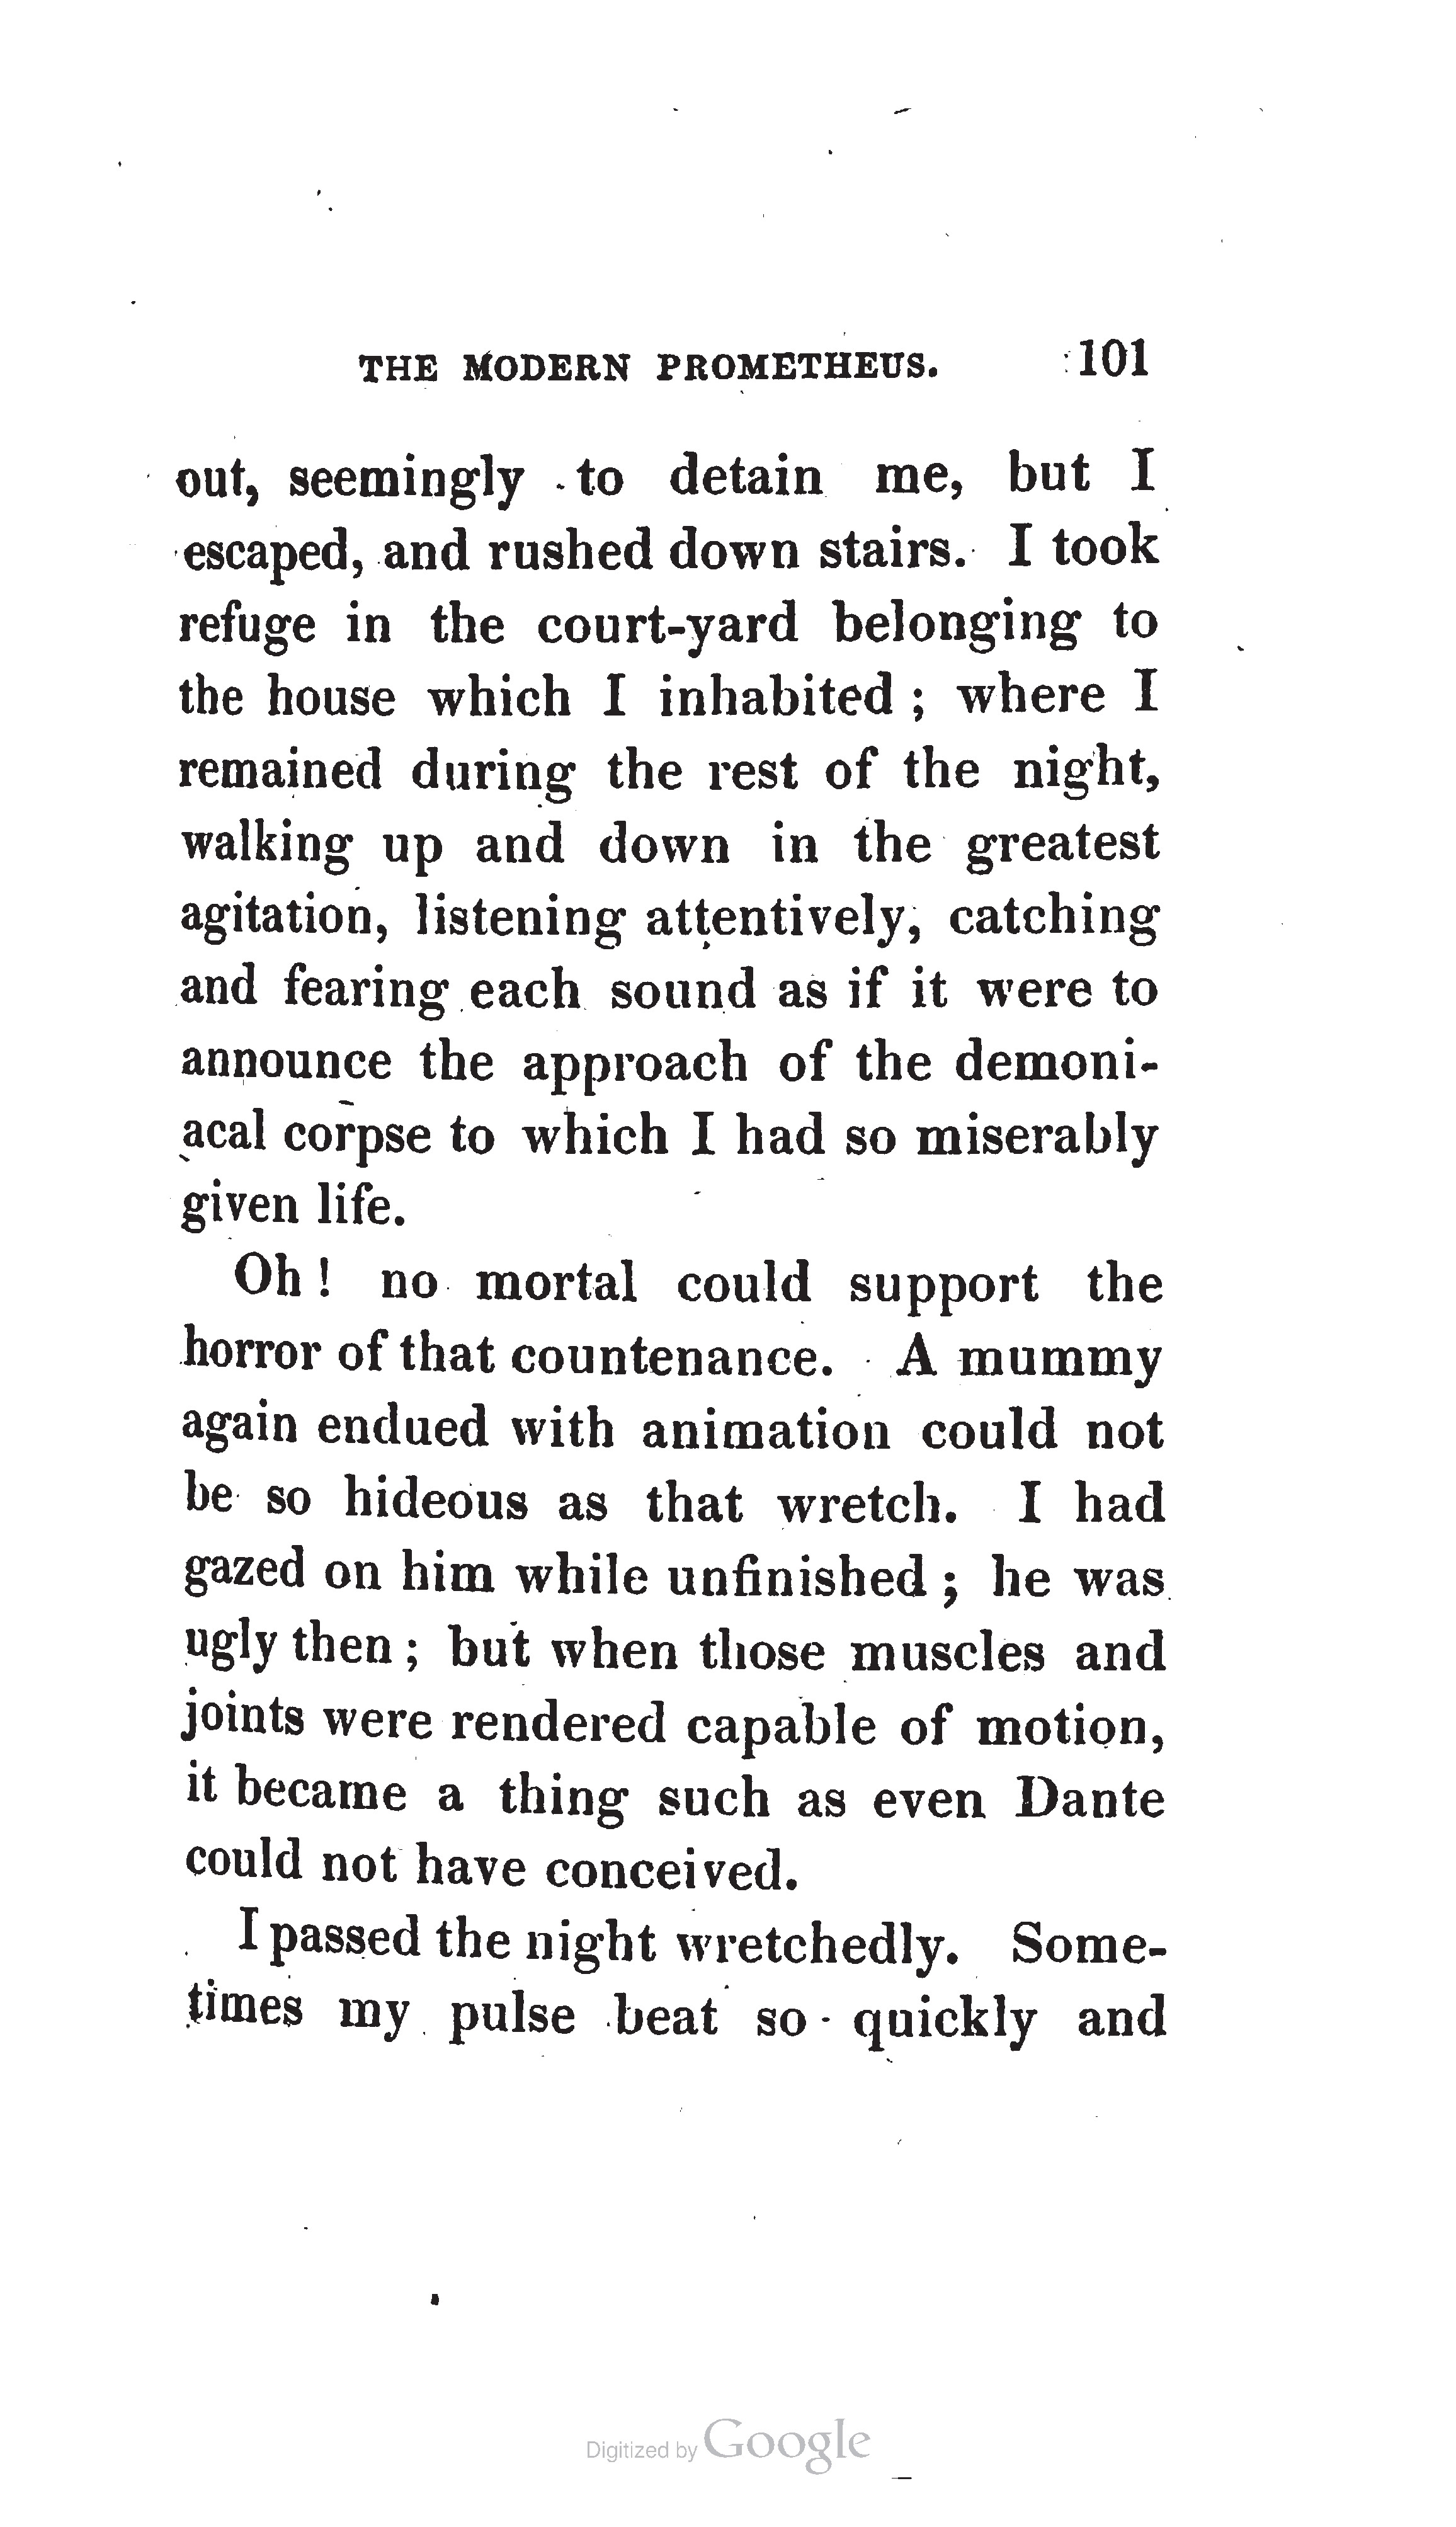 THE MODERN PROMETHEUS. 101
out, seemingly to detain me, but I
escaped, and rushed down stairs. I took
refuge in the court-yard belonging to
the house which I inhabited ; where I
remained during the rest of the night,
walking up and down in the greatest
agitation, listening attentively, catching
and fearing each sound as if it were to
announce the approach of the demoni-
acal corpse to which I had so miserably
given life.
Oh ! no mortal could support the
horror of that countenance. A mummy
again endued with animation could not
be so hideous as that wretch. I had
gazed on him while unfinished ; he was
ugly then ; but when those muscles and
joints were rendered capable of motion,
it became a thing such as even Dante
could not have conceived.
I passed the night wretchedly. Some-
times my pulse beat so quickly and
Digitized by Google